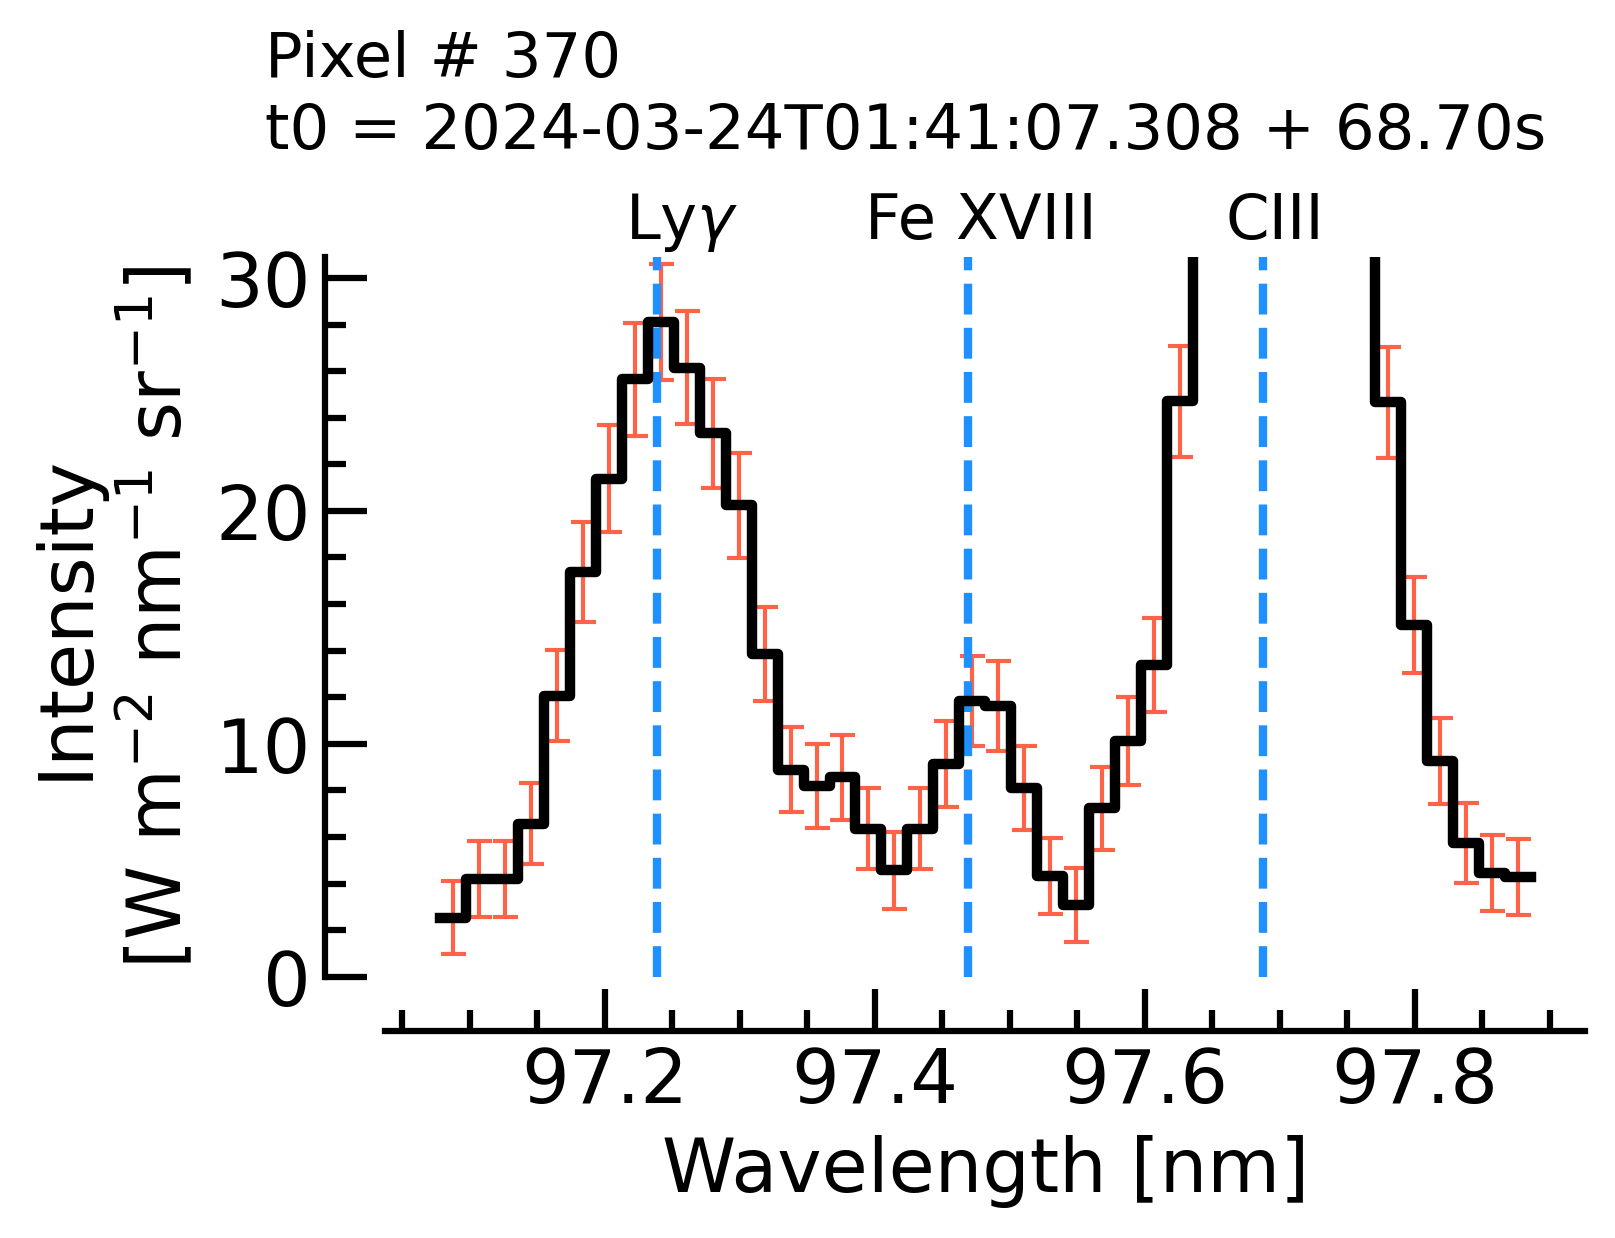 Pixel # 370
t0 = 2024-03-24T01:41:07.308 + 68.70s
Lyγ Fe XVIII CIII
Intensity
[W m⁻² nm⁻¹ sr⁻¹]
30
20
10
0
97.2 97.4 97.6 97.8
Wavelength [nm]